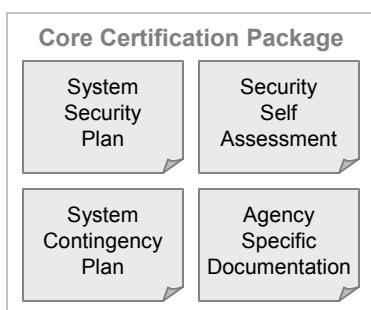 Core Certification Package
System
Security
Plan
Security
Self
Assessment
System
Contingency
Plan
Agency
Specific
Documentation